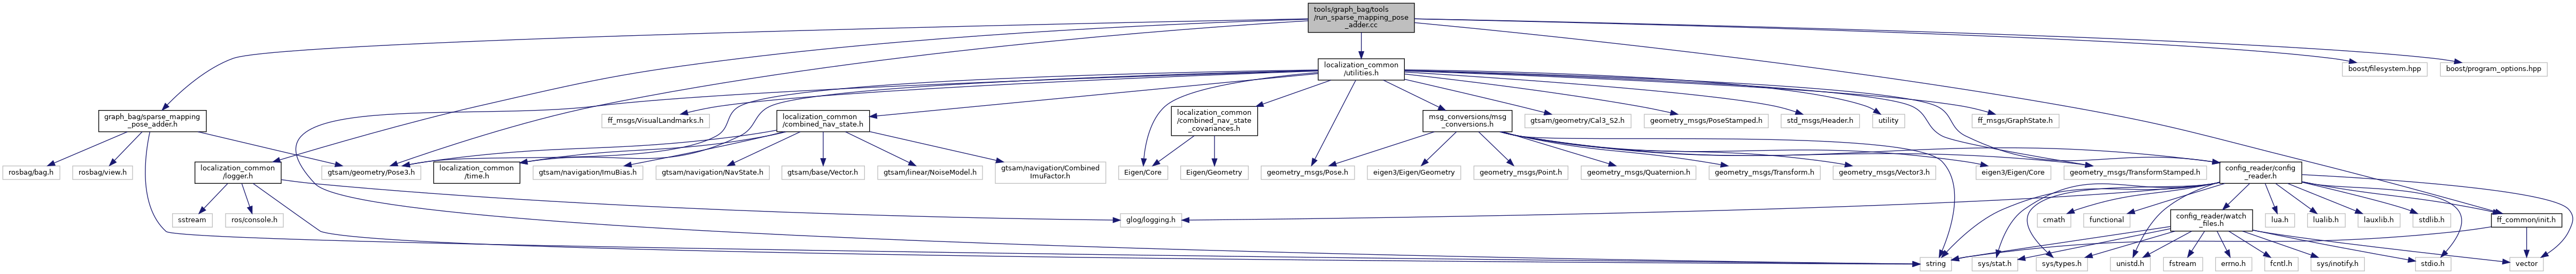 tools/graph_bag/tools
/run_sparse_mapping_pose
_adder.cc
localization_common
/utilities.h
boost/filesystem.hpp
boost/program_options.hpp
graph_bag/sparse_mapping
_pose_adder.h
ff_msgs/VisualLandmarks.h
localization_common
/combined_nav_state.h
localization_common
/combined_nav_state
_covariances.h
msg_conversions/msg
_conversions.h
gtsam/geometry/Cal3_S2.h
geometry_msgs/PoseStamped.h
std_msgs/Header.h
utility
ff_msgs/GraphState.h
rosbag/bag.h
rosbag/view.h
localization_common
/logger.h
gtsam/geometry/Pose3.h
localization_common
/time.h
gtsam/navigation/ImuBias.h
gtsam/navigation/NavState.h
gtsam/base/Vector.h
gtsam/linear/NoiseModel.h
gtsam/navigation/Combined
ImuFactor.h
Eigen/Core
Eigen/Geometry
geometry_msgs/Pose.h
eigen3/Eigen/Geometry
geometry_msgs/Point.h
geometry_msgs/Quaternion.h
geometry_msgs/Transform.h
geometry_msgs/Vector3.h
eigen3/Eigen/Core
geometry_msgs/TransformStamped.h
config_reader/config
_reader.h
sstream
ros/console.h
glog/logging.h
cmath
functional
config_reader/watch
_files.h
lua.h
lualib.h
lauxlib.h
stdlib.h
ff_common/init.h
string
sys/stat.h
sys/types.h
unistd.h
fstream
errno.h
fcntl.h
sys/inotify.h
stdio.h
vector